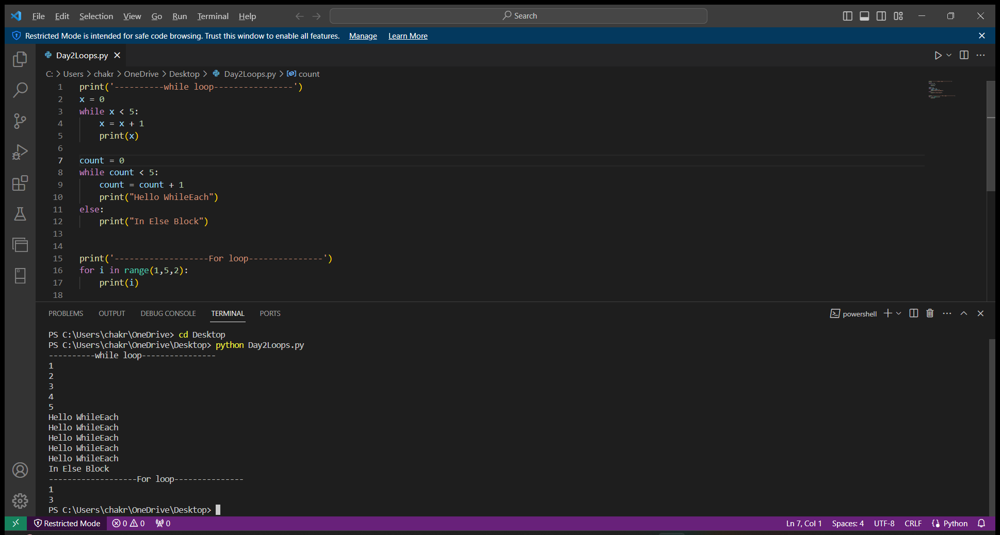 File Edit Selection View Go Run Terminal Help Search
Restricted Mode is intended for safe code browsing. Trust this window to enable all features. Manage Learn More
Day2Loops.py
C: > Users > chakr > OneDrive > Desktop > Day2Loops.py > count
1 print('----------while loop----------------')
2 x = 0
3 while x < 5:
4     x = x + 1
5     print(x)
6
7 count = 0
8 while count < 5:
9     count = count + 1
10     print("Hello WhileEach")
11 else:
12     print("In Else Block")
13
14
15 print('-------------------For loop---------------')
16 for i in range(1,5,2):
17     print(i)
18
PROBLEMS OUTPUT DEBUG CONSOLE TERMINAL PORTS powershell
PS C:\Users\chakr\OneDrive> cd Desktop
PS C:\Users\chakr\OneDrive\Desktop> python Day2Loops.py
----------while loop----------------
1
2
3
4
5
Hello WhileEach
Hello WhileEach
Hello WhileEach
Hello WhileEach
Hello WhileEach
In Else Block
-------------------For loop---------------
1
3
PS C:\Users\chakr\OneDrive\Desktop>
Restricted Mode 0 0 0 Ln 7, Col 1 Spaces: 4 UTF-8 CRLF Python